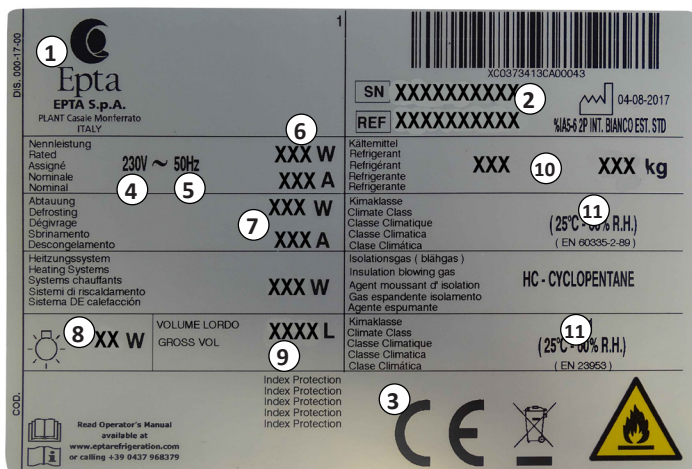 DIS. 000-17-00
1
1
Epta
EPTA S.p.A.
PLANT Casale Monferrato
ITALY
XC0373413CA00043
SN XXXXXXXXXX
2
04-08-2017
REF XXXXXXXXXX
%IA5-6 2P INT. BIANCO EST. STD
Nennleistung
Rated
Assigné
Nominale
Nominal
230V ~ 50Hz
4
5
6
XXX W
XXX A
Kältemittel
Refrigerant
Refrigérant
Refrigerante
Refrigerante
XXX
10
XXX kg
Abtauung
Defrosting
Dégivrage
Sbrinamento
Descongelamento
7
XXX W
XXX A
Kimaklasse
Climate Class
Classe Climatique
Classe Climatica
Clase Climática
11
(25°C - 60% R.H.)
( EN 60335-2-89 )
Heitzungssystem
Heating Systems
Systems chauffants
Sistemi di riscaldamento
Sistema DE calefacción
XXX W
Isolationsgas ( blähgas )
Insulation blowing gas
Agent moussant d' isolation
Gas espandente isolamento
Agente espumante
HC - CYCLOPENTANE
8
XX W
VOLUME LORDO
GROSS VOL
XXXX L
9
Kimaklasse
Climate Class
Classe Climatique
Classe Climatica
Clase Climática
11
(25°C - 60% R.H.)
( EN 23953 )
COD.
Index Protection
Index Protection
Index Protection
Index Protection
Index Protection
Read Operator's Manual
available at
www.eptarefrigeration.com
or calling +39 0437 968379
3
CE